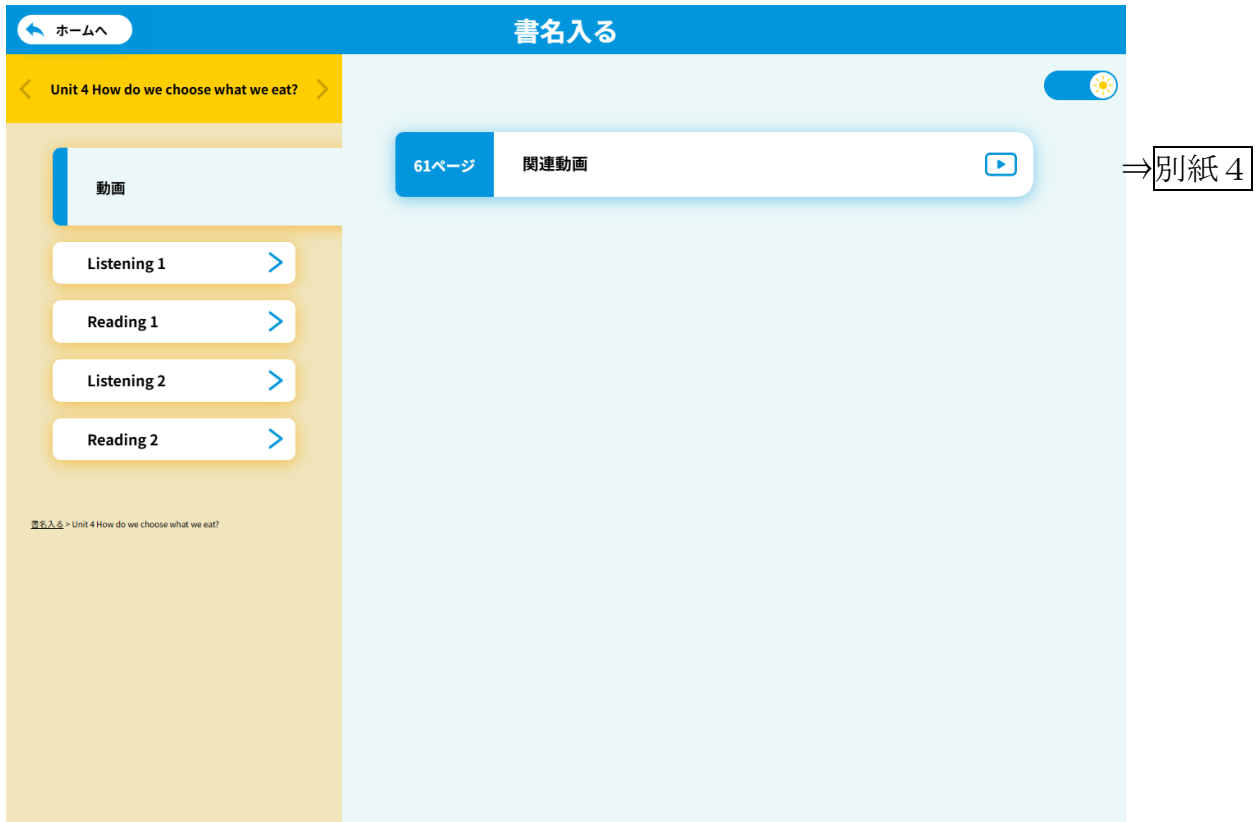 ホームへ
書名入る
Unit 4 How do we choose what we eat?
動画
Listening 1
Reading 1
Listening 2
Reading 2
書名入る > Unit 4 How do we choose what we eat?
61ページ
関連動画
⇒別紙４